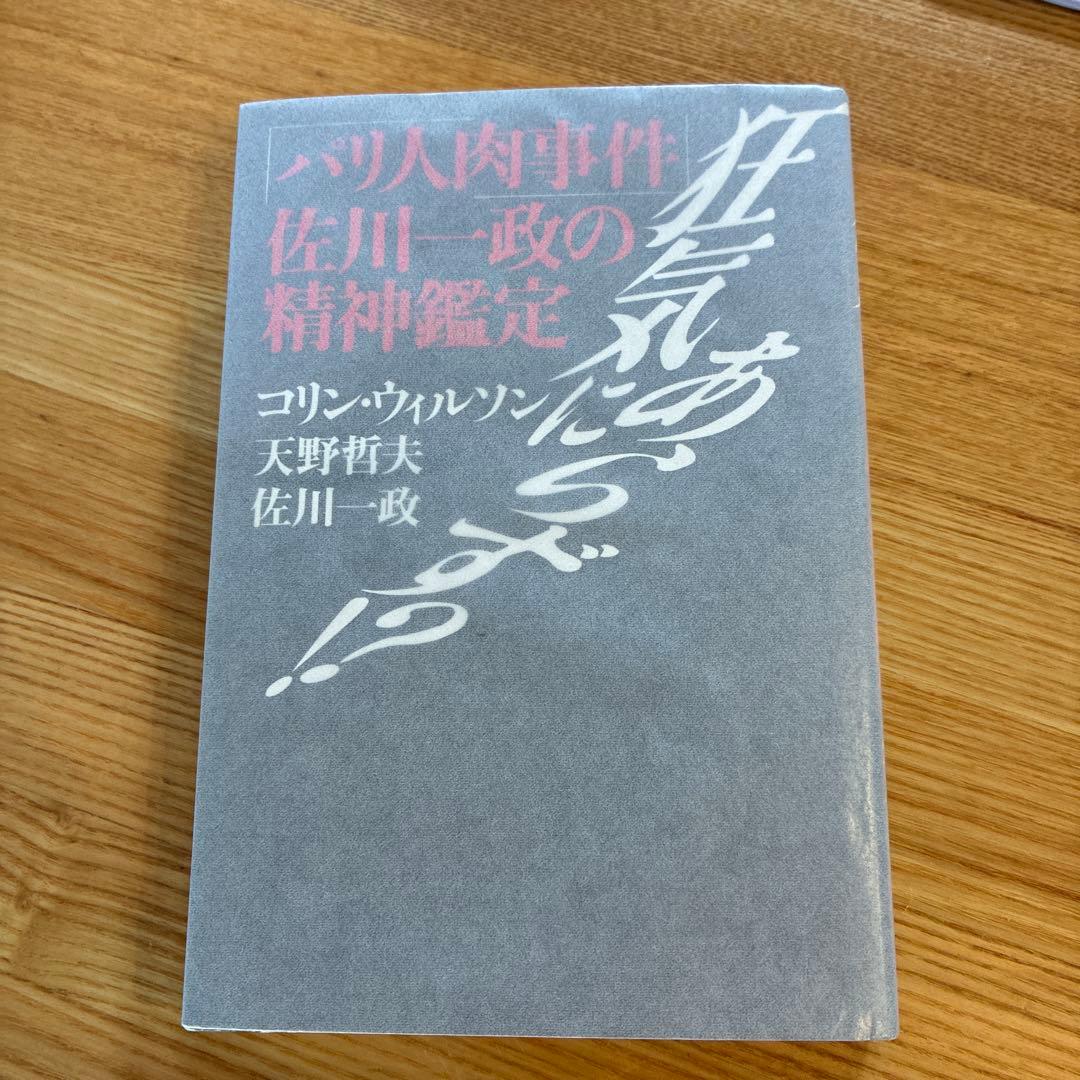 狂気にあらず!?
「パリ人肉事件」
佐川一政の
精神鑑定
コリン・ウィルソン
天野哲夫
佐川一政